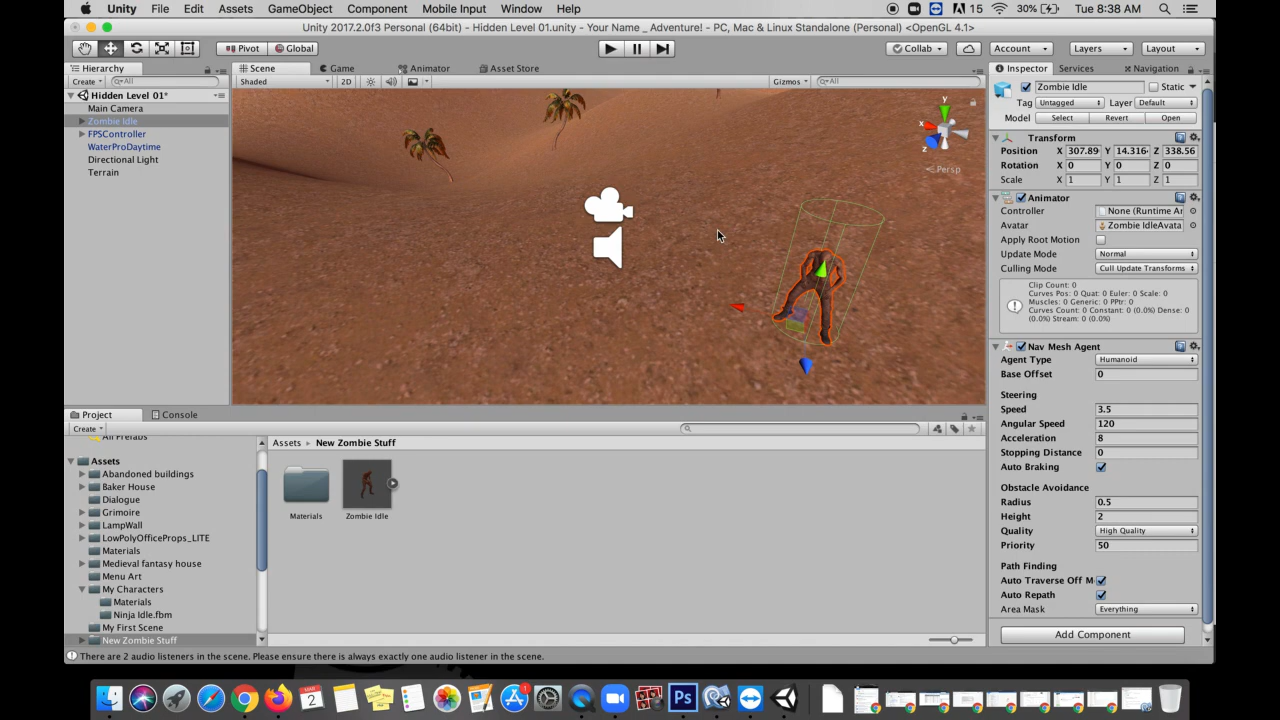 Unity File Edit Assets GameObject Component Mobile Input Window Help 15 30% Tue 8:38 AM
Unity 2017.2.0f3 Personal (64bit) - Hidden Level 01.unity - Your Name _ Adventure! - PC, Mac & Linux Standalone (Personal) <OpenGL 4.1>
Pivot Global Collab Account Layers Layout
Hierarchy
Create All
Hidden Level 01*
Main Camera
Zombie Idle
FPSController
WaterProDaytime
Directional Light
Terrain
Scene Game Animator Asset Store
Shaded 2D Gizmos All
y
x
z
Persp
Inspector Services Navigation
Zombie Idle Static
Tag Untagged Layer Default
Model Select Revert Open
Transform
Position X 307.89 Y 14.316 Z 338.56
Rotation X 0 Y 0 Z 0
Scale X 1 Y 1 Z 1
Animator
Controller None (Runtime Ar
Avatar Zombie IdleAvata
Apply Root Motion
Update Mode Normal
Culling Mode Cull Update Transforms
Clip Count: 0
Curves Pos: 0 Quat: 0 Euler: 0 Scale: 0
Muscles: 0 Generic: 0 PPtr: 0
Curves Count: 0 Constant: 0 (0.0%) Dense: 0
(0.0%) Stream: 0 (0.0%)
Nav Mesh Agent
Agent Type Humanoid
Base Offset 0
Steering
Speed 3.5
Angular Speed 120
Acceleration 8
Stopping Distance 0
Auto Braking
Obstacle Avoidance
Radius 0.5
Height 2
Quality High Quality
Priority 50
Path Finding
Auto Traverse Off M
Auto Repath
Area Mask Everything
Add Component
Project Console
Create
All Prefabs
Assets
Abandoned buildings
Baker House
Dialogue
Grimoire
LampWall
LowPolyOfficeProps_LITE
Materials
Medieval fantasy house
Menu Art
My Characters
Materials
Ninja Idle.fbm
My First Scene
New Zombie Stuff
Assets New Zombie Stuff
Materials
Zombie Idle
There are 2 audio listeners in the scene. Please ensure there is always exactly one audio listener in the scene.
MAR
2
1
Ps